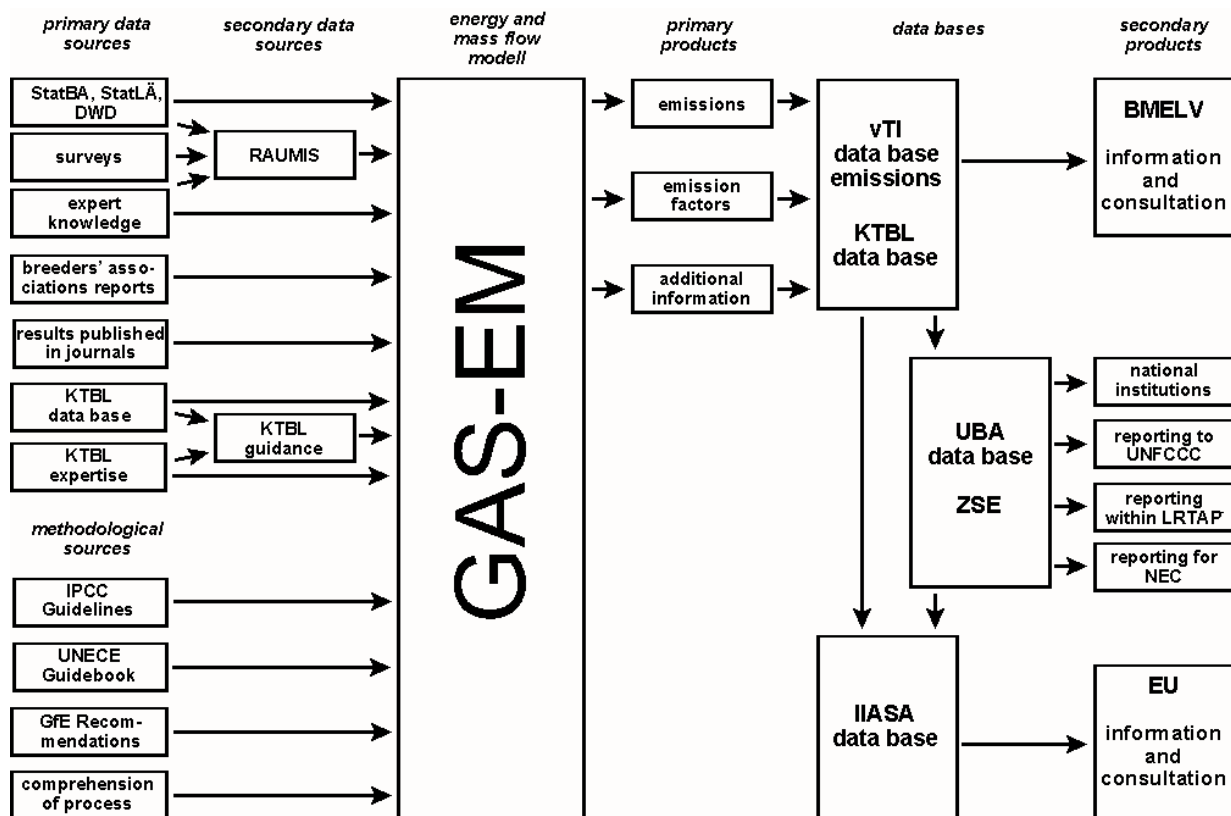 primary data
sources
secondary data
sources
energy and
mass flow
modell
primary
products
data bases
secondary
products
StatBA, StatLÄ,
DWD
surveys
expert
knowledge
breeders' asso-
ciations reports
results published
in journals
KTBL
data base
KTBL
expertise
RAUMIS
KTBL
guidance
methodological
sources
IPCC
Guidelines
UNECE
Guidebook
GfE Recom-
mendations
comprehension
of process
GAS-EM
emissions
emission
factors
additional
information
vTI
data base
emissions
KTBL
data base
UBA
data base
ZSE
IIASA
data base
BMELV
information
and
consultation
national
institutions
reporting to
UNFCCC
reporting
within LRTAP
reporting for
NEC
EU
information
and
consultation